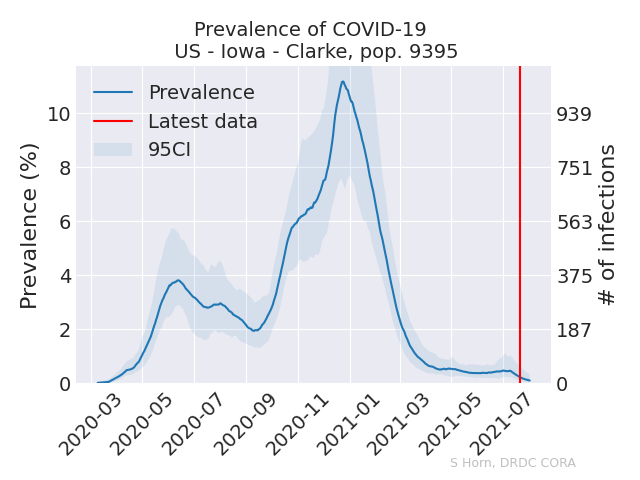 Prevalence of COVID-19
US - Iowa - Clarke, pop. 9395
Prevalence
Latest data
95CI
Prevalence (%)
10
8
6
4
2
0
939
751
563
375
187
0
# of infections
2020-03
2020-05
2020-07
2020-09
2020-11
2021-01
2021-03
2021-05
2021-07
S Horn, DRDC CORA